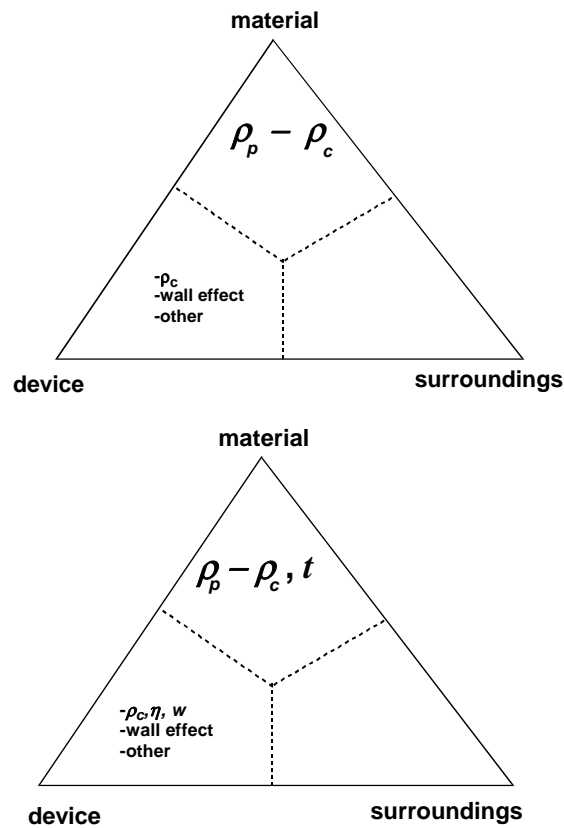 material
ρp − ρc
-ρc
-wall effect
-other
device
surroundings
material
ρp − ρc, t
-ρc,η, w
-wall effect
-other
device
surroundings